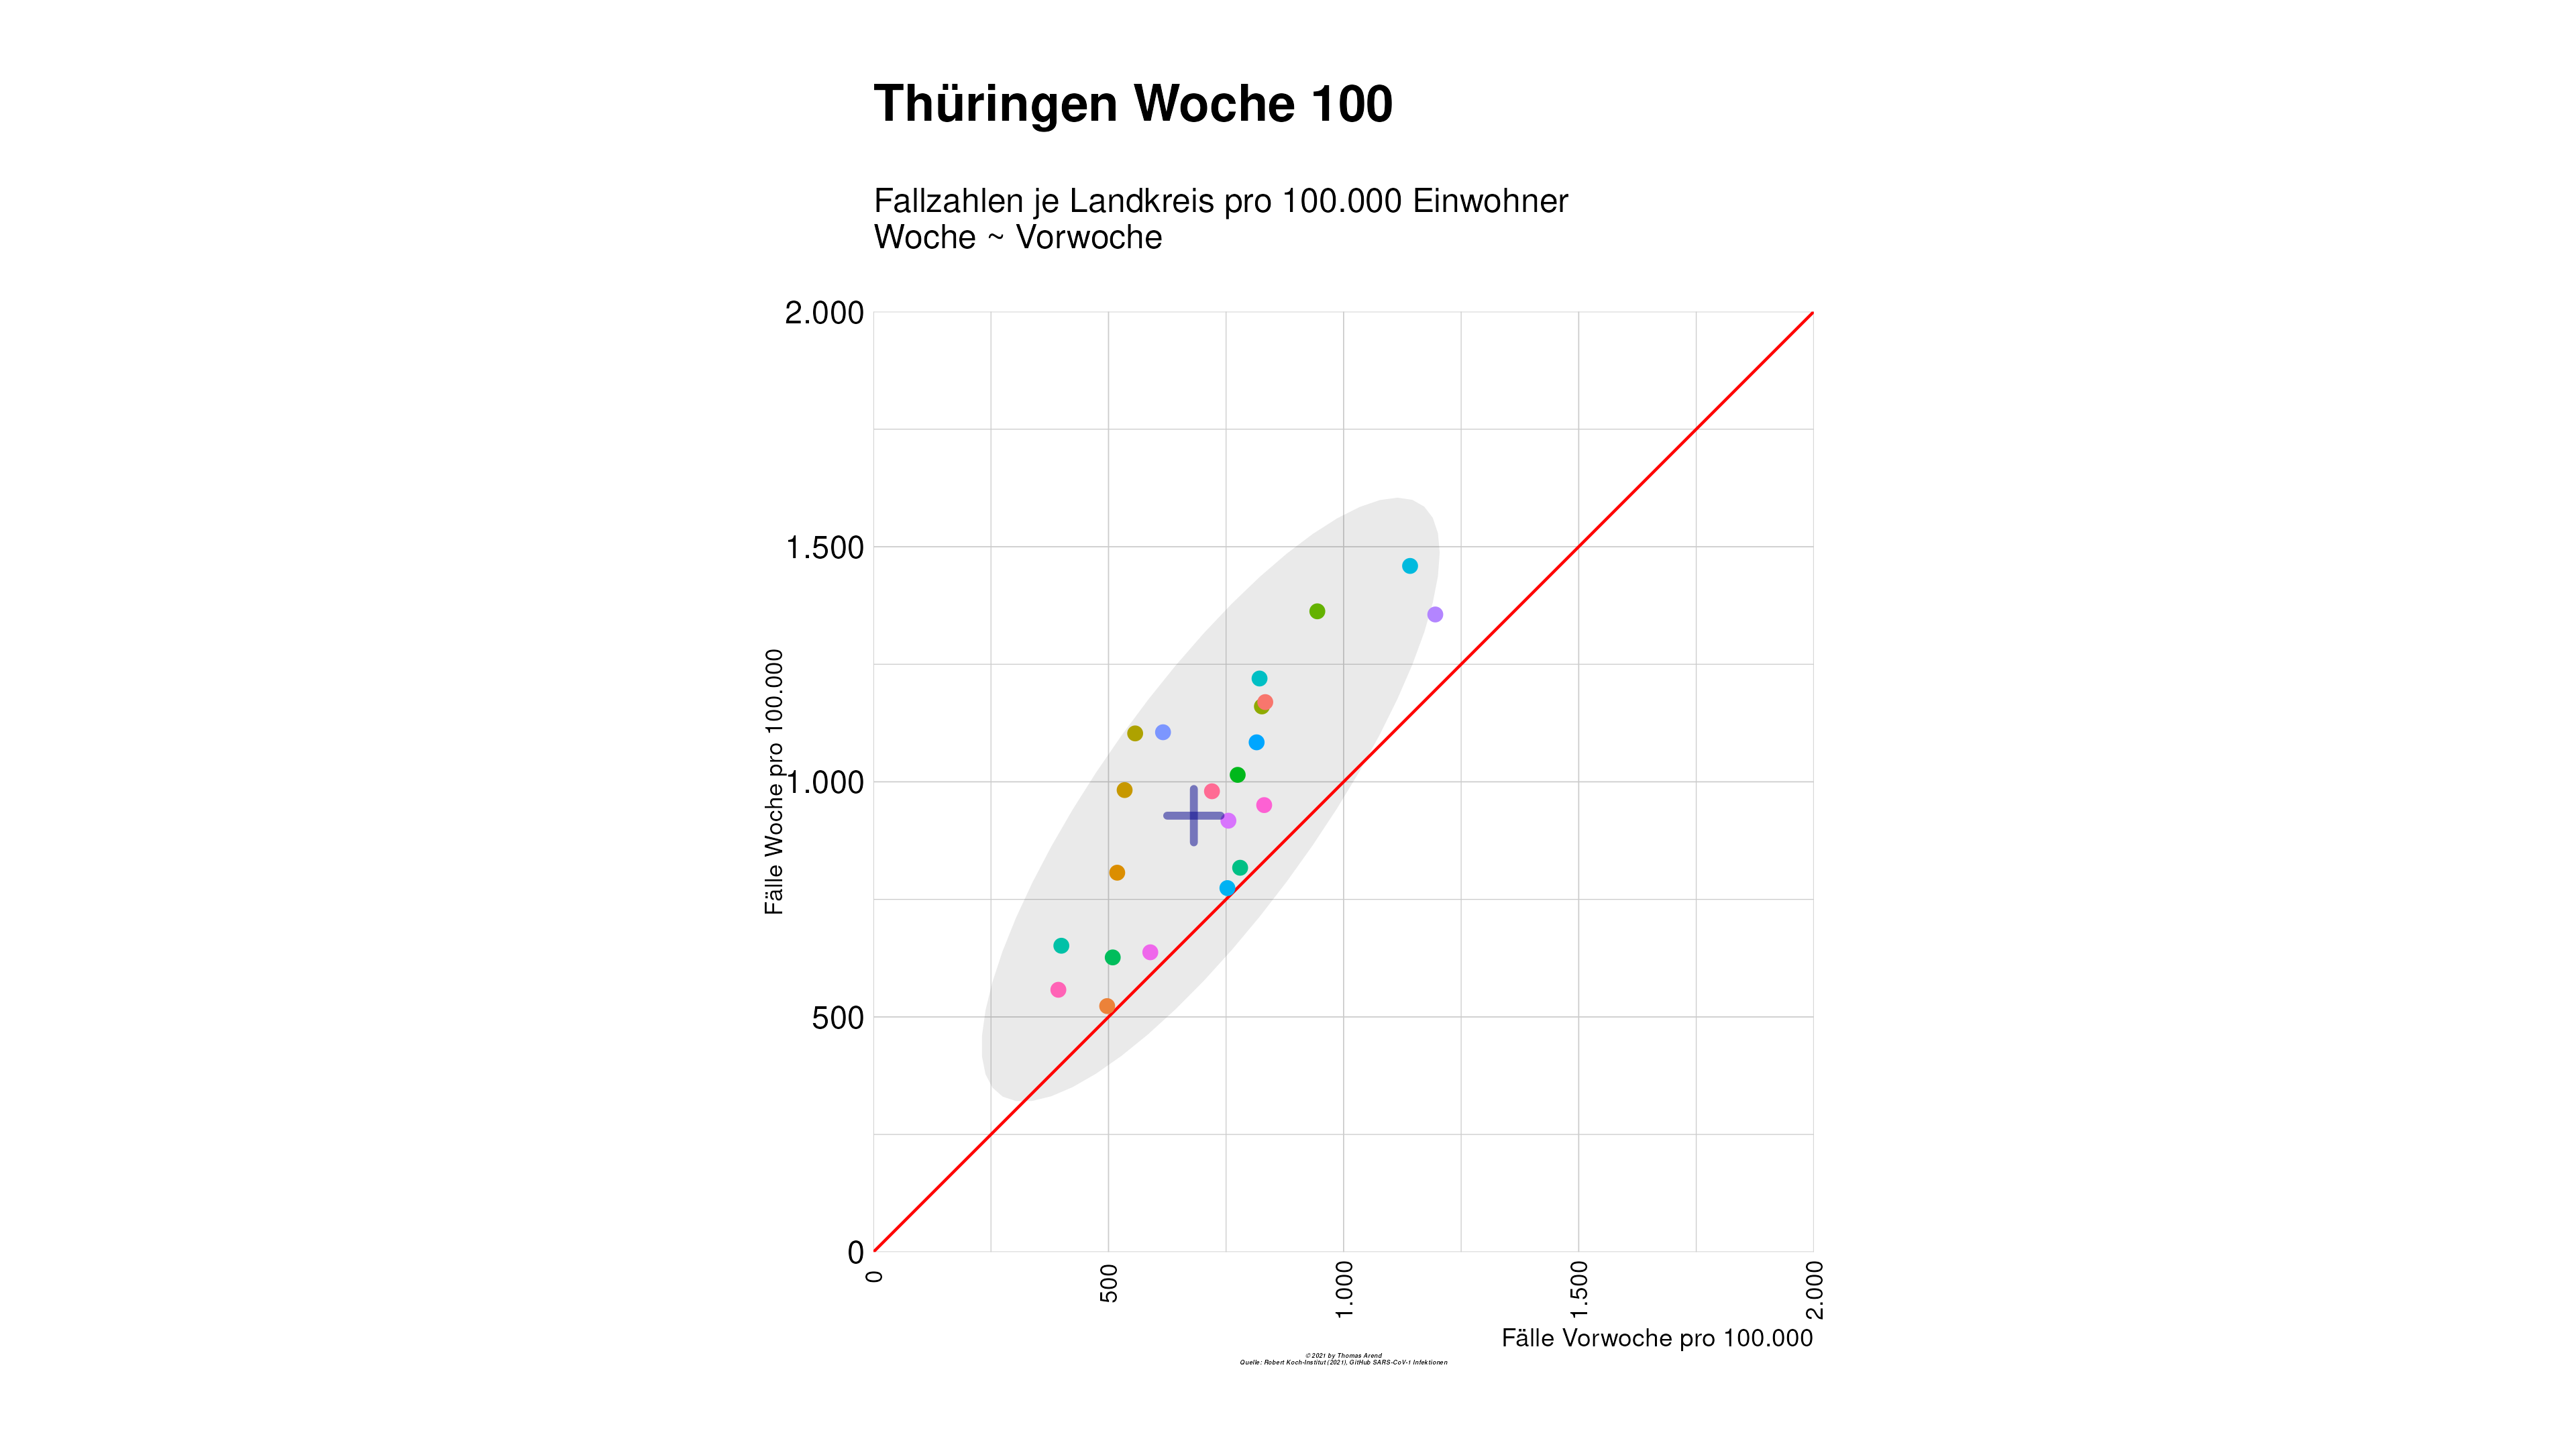 Thüringen Woche 100
Fallzahlen je Landkreis pro 100.000 Einwohner
Woche ~ Vorwoche
2.000
1.500
1.000
500
0
Fälle Woche pro 100.000
0
500
1.000
1.500
2.000
Fälle Vorwoche pro 100.000
© 2021 by Thomas Arend
Quelle: Robert Koch-Institut (2021), GitHub SARS-CoV-1 Infektionen